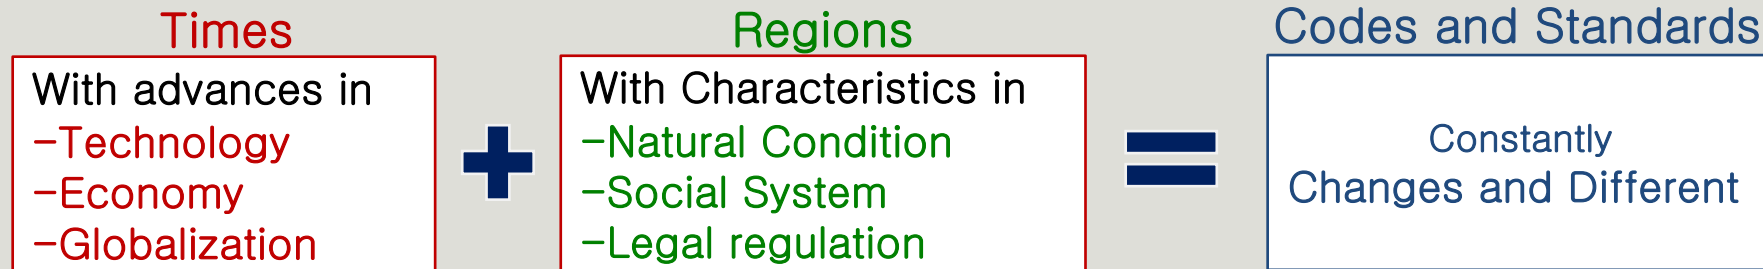 Times
With advances in
-Technology
-Economy
-Globalization
Regions
With Characteristics in
-Natural Condition
-Social System
-Legal regulation
Codes and Standards
Constantly
Changes and Different